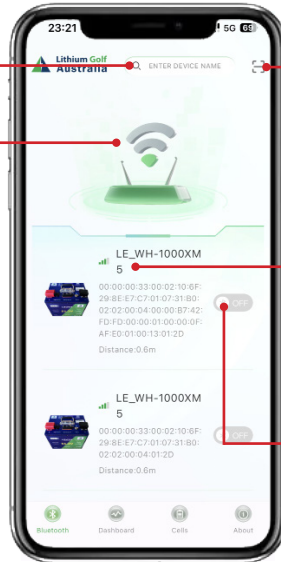 23:21
5G 69
Lithium Golf
Australia
ENTER DEVICE NAME
LE_WH-1000XM
5
00:00:00:33:00:02:10:6F:
29:8E:E7:C7:01:07:31:B0:
02:02:00:04:00:00:B7:42:
FD:FD:00:00:01:00:00:0F:
AF:E0:01:00:13:01:2D
OFF
Distance:0.6m
LE_WH-1000XM
5
00:00:00:33:00:02:10:6F:
29:8E:E7:C7:01:07:31:B0:
02:02:00:04:01:2D
OFF
Distance:0.6m
Bluetooth
Dashboard
Cells
About